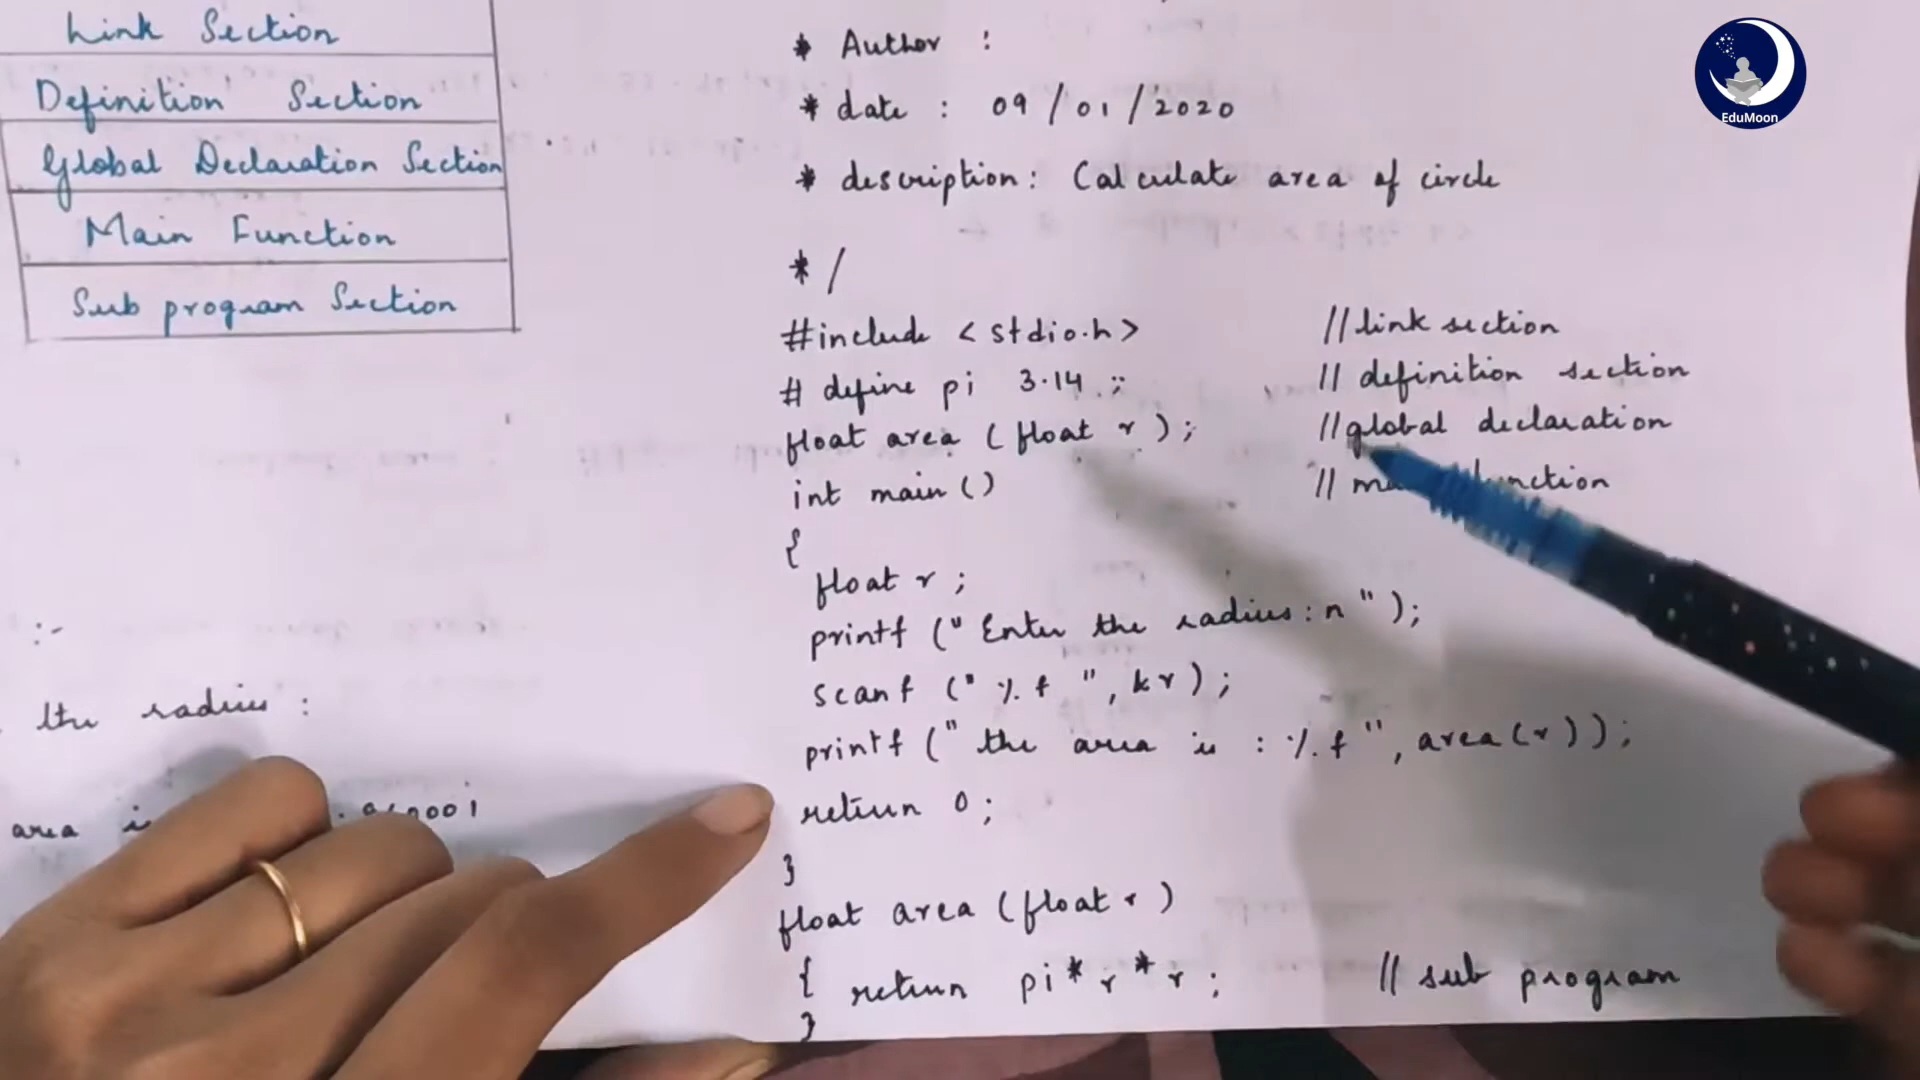 Link Section
Definition Section
Global Declaration Section
Main Function
Sub program Section
:-
the radius :
area
* Author :
* date : 09/01/2020
* description : Calculate area of circle
*/
#include <stdio.h> //link section
# define pi 3.14 ; // definition section
float area (float r); //global declaration
int main() //
{
float r ;
printf (" Enter the radius : n ");
scanf (" %f ", &r);
printf (" the area is : %f ", area(r));
return 0;
}
float area (float r )
{ return pi*r*r ; // sub program
}
EduMoon